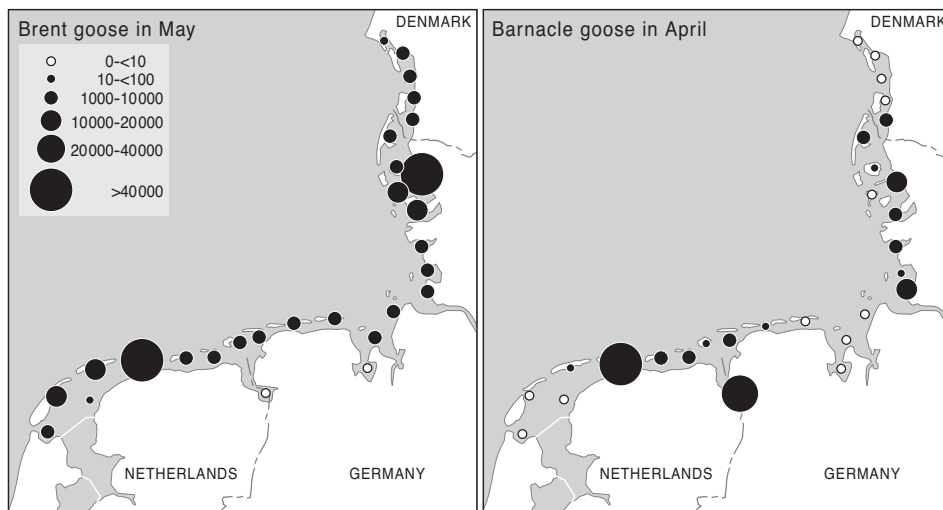 Brent goose in May
DENMARK
0-<10
10-<100
1000-10000
10000-20000
20000-40000
>40000
NETHERLANDS
GERMANY
Barnacle goose in April
DENMARK
NETHERLANDS
GERMANY